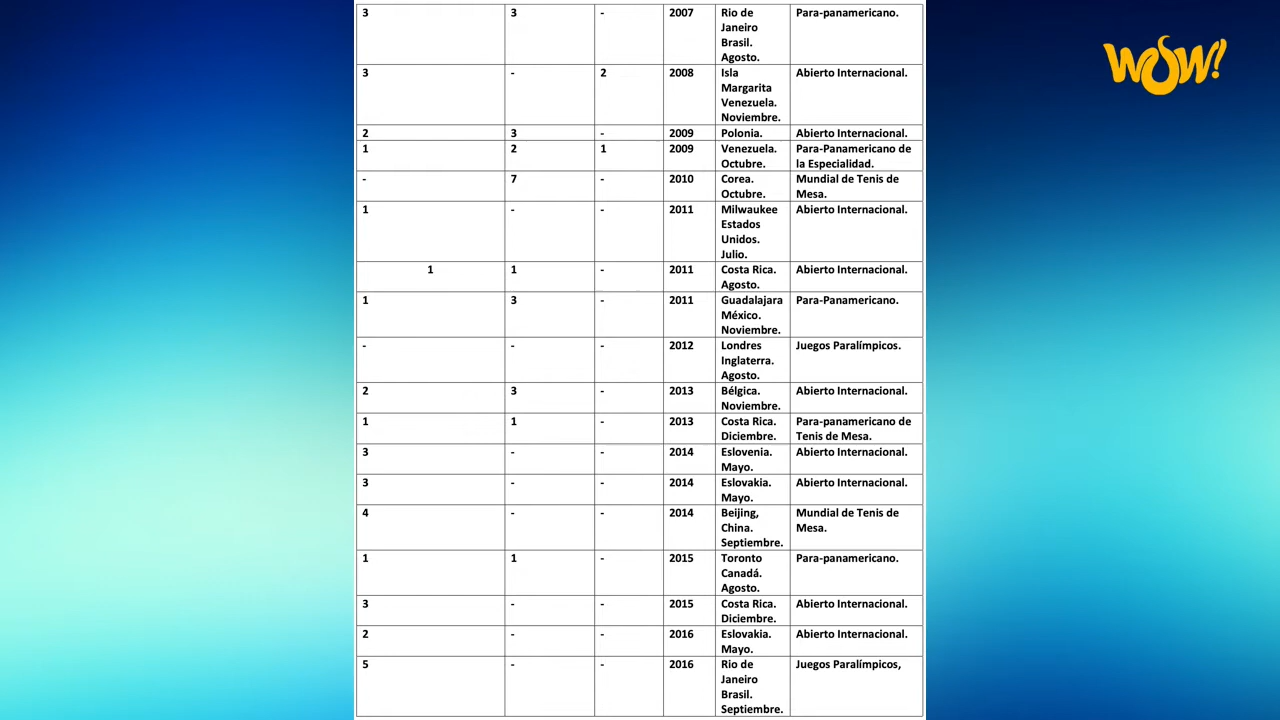 3 3 - 2007 Rio de Para-panamericano.
Janeiro
Brasil.
Agosto.
3 - 2 2008 Isla Abierto Internacional.
Margarita
Venezuela.
Noviembre.
2 3 - 2009 Polonia. Abierto Internacional.
1 2 1 2009 Venezuela. Para-Panamericano de
Octubre. la Especialidad.
- 7 - 2010 Corea. Mundial de Tenis de
Octubre. Mesa.
1 - - 2011 Milwaukee Abierto Internacional.
Estados
Unidos.
Julio.
1 1 - 2011 Costa Rica. Abierto Internacional.
Agosto.
1 3 - 2011 Guadalajara Para-Panamericano.
México.
Noviembre.
- - - 2012 Londres Juegos Paralímpicos.
Inglaterra.
Agosto.
2 3 - 2013 Bélgica. Abierto Internacional.
Noviembre.
1 1 - 2013 Costa Rica. Para-panamericano de
Diciembre. Tenis de Mesa.
3 - - 2014 Eslovenia. Abierto Internacional.
Mayo.
3 - - 2014 Eslovakia. Abierto Internacional.
Mayo.
4 - - 2014 Beijing, Mundial de Tenis de
China. Mesa.
Septiembre.
1 1 - 2015 Toronto Para-panamericano.
Canadá.
Agosto.
3 - - 2015 Costa Rica. Abierto Internacional.
Diciembre.
2 - - 2016 Eslovakia. Abierto Internacional.
Mayo.
5 - - 2016 Rio de Juegos Paralímpicos,
Janeiro
Brasil.
Septiembre.
WOW!